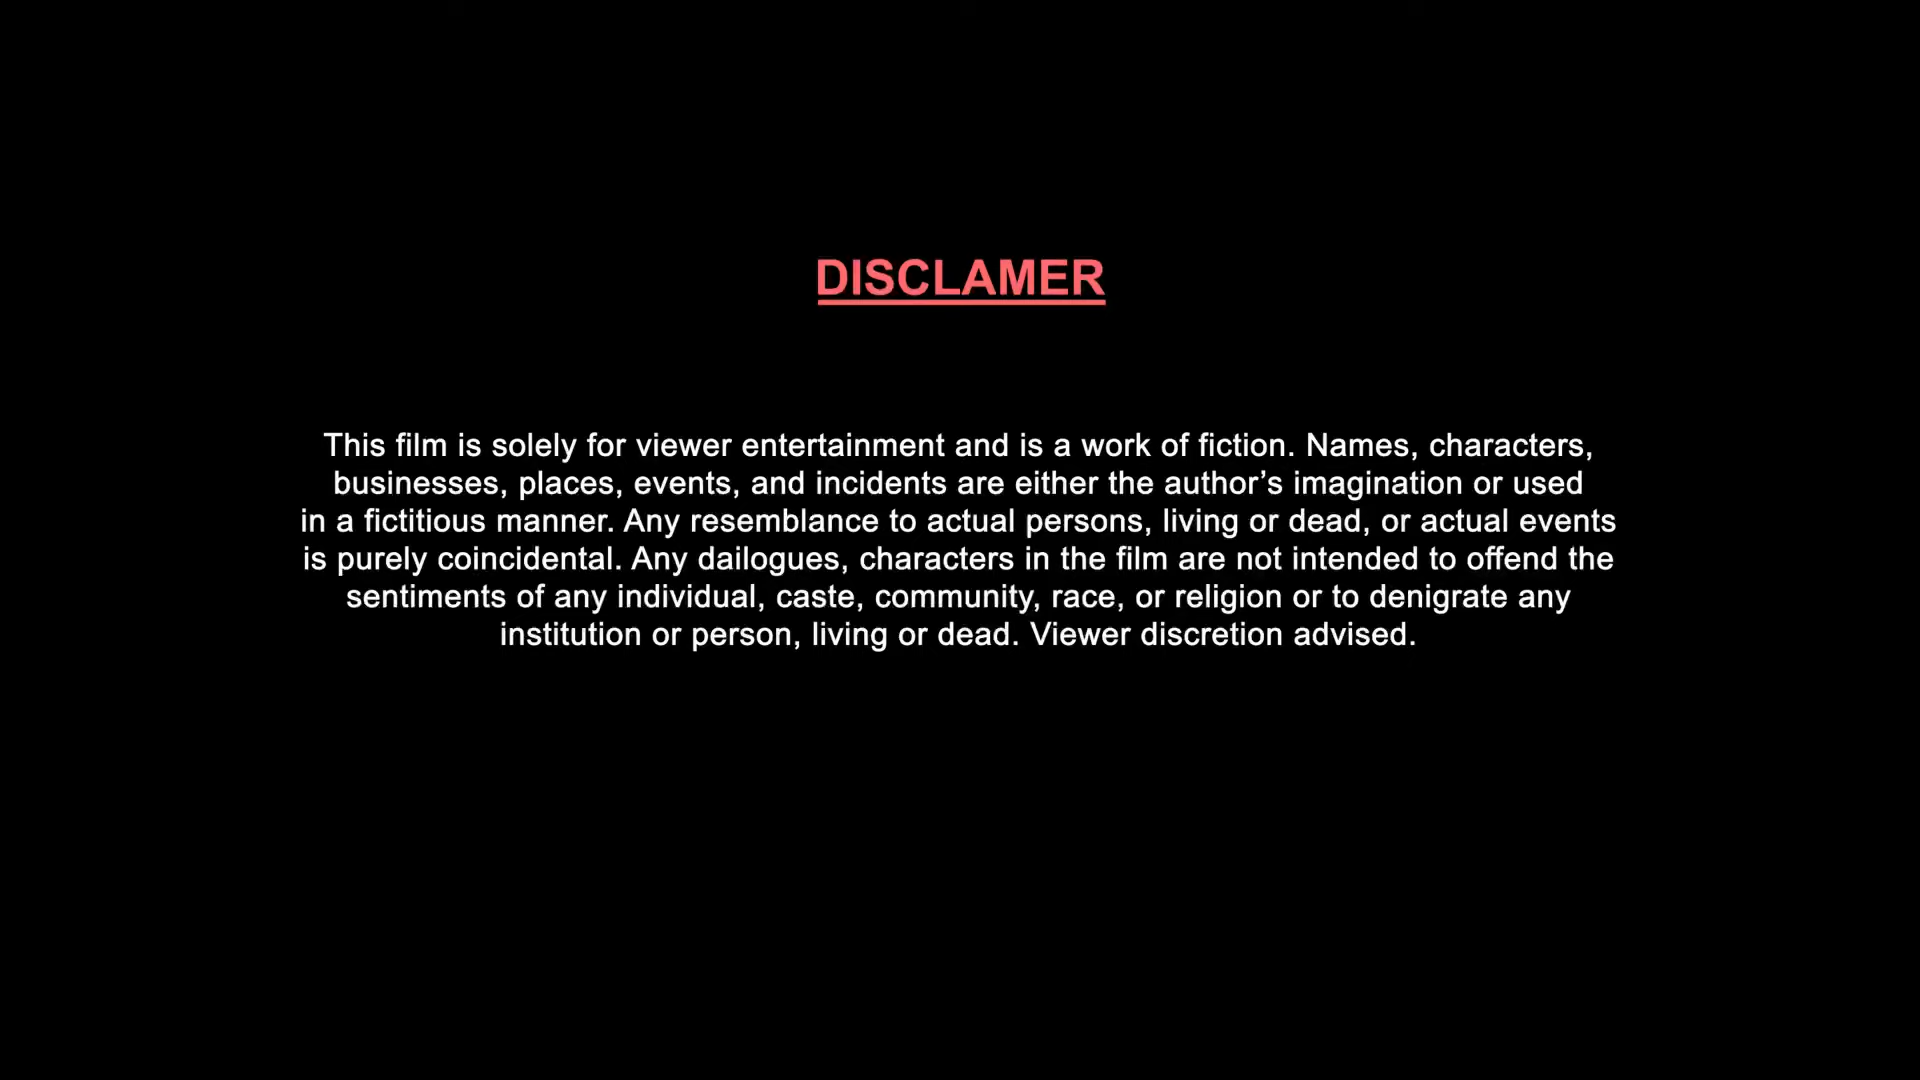 DISCLAMER
This film is solely for viewer entertainment and is a work of fiction. Names, characters,
businesses, places, events, and incidents are either the author’s imagination or used
in a fictitious manner. Any resemblance to actual persons, living or dead, or actual events
is purely coincidental. Any dailogues, characters in the film are not intended to offend the
sentiments of any individual, caste, community, race, or religion or to denigrate any
institution or person, living or dead. Viewer discretion advised.